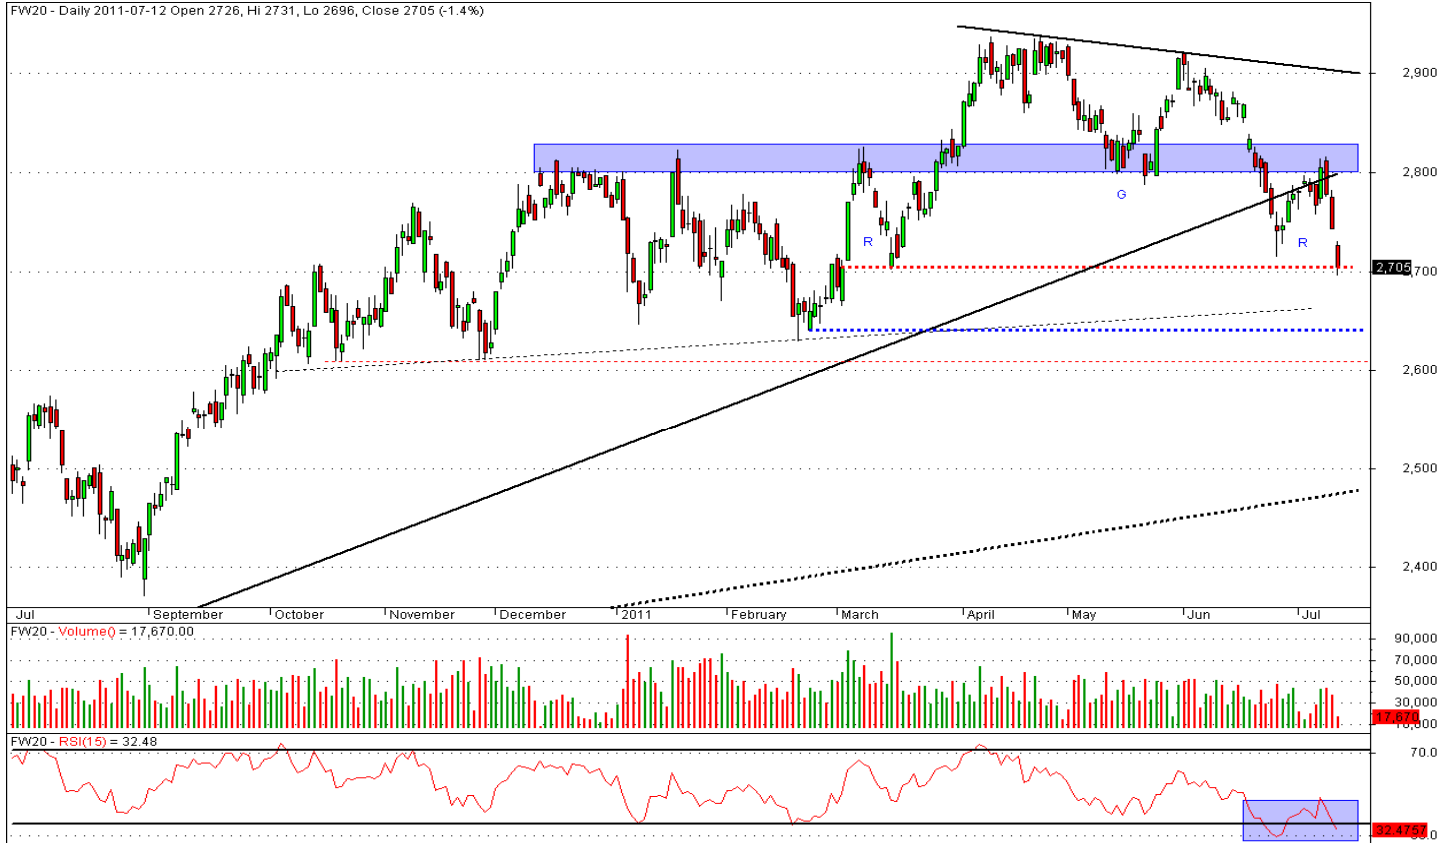 FW20 - Daily 2011-07-12 Open 2726, Hi 2731, Lo 2696, Close 2705 (-1.4%)
2,900
2,800
G
R
R
2,705
,700
2,600
2,500
2,400
Jul September October November December 2011 February March April May Jun Jul
FW20 - Volume() = 17,670.00
90,000
70,000
50,000
30,000
17,670
FW20 - RSI(15) = 32.48
70.0
32.4757